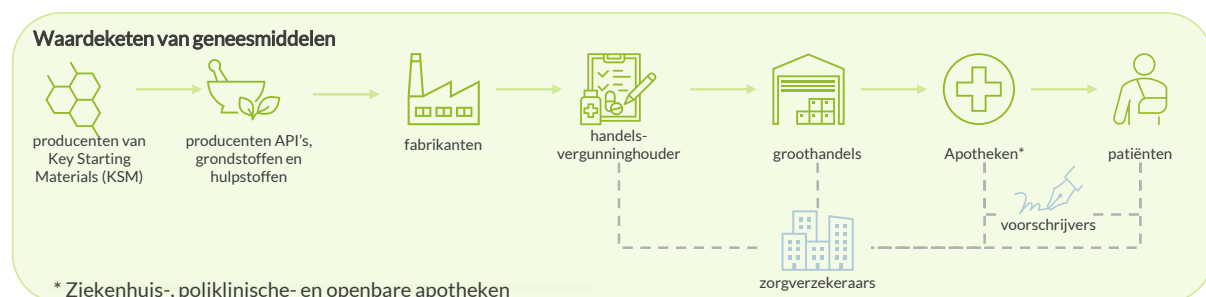 Waardeketen van geneesmiddelen
producenten van
Key Starting
Materials (KSM)
producenten API's,
grondstoffen en
hulpstoffen
fabrikanten
handels-
vergunninghouder
groothandels
Apotheken*
patiënten
voorschrijvers
zorgverzekeraars
* Ziekenhuis-, poliklinische- en openbare apotheken